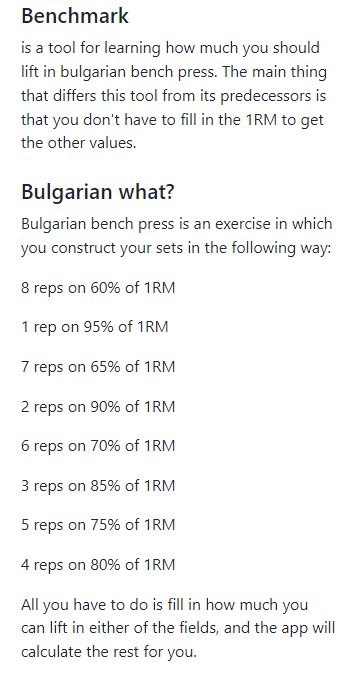 Benchmark
is a tool for learning how much you should
lift in bulgarian bench press. The main thing
that differs this tool from its predecessors is
that you don't have to fill in the 1RM to get
the other values.
Bulgarian what?
Bulgarian bench press is an exercise in which
you construct your sets in the following way:
8 reps on 60% of 1RM
1 rep on 95% of 1RM
7 reps on 65% of 1RM
2 reps on 90% of 1RM
6 reps on 70% of 1RM
3 reps on 85% of 1RM
5 reps on 75% of 1RM
4 reps on 80% of 1RM
All you have to do is fill in how much you
can lift in either of the fields, and the app will
calculate the rest for you.